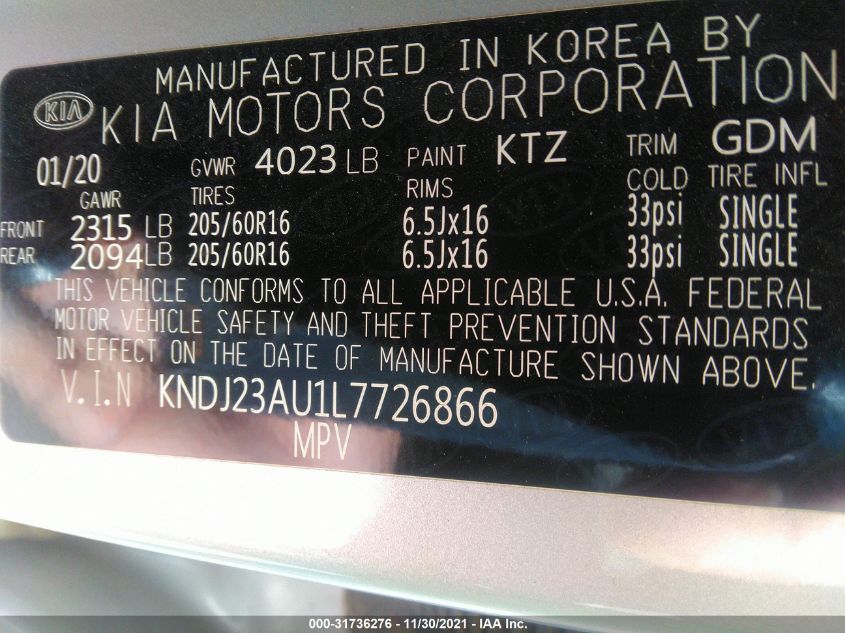 MANUFACTURED IN KOREA BY
KIA KIA MOTORS CORPORATION
01/20 GVWR 4023 LB PAINT KTZ TRIM GDM
GAWR TIRES RIMS COLD TIRE INFL
FRONT 2315 LB 205/60R16 6.5Jx16 33psi SINGLE
REAR 2094 LB 205/60R16 6.5Jx16 33psi SINGLE
THIS VEHICLE CONFORMS TO ALL APPLICABLE U.S.A. FEDERAL
MOTOR VEHICLE SAFETY AND THEFT PREVENTION STANDARDS
IN EFFECT ON THE DATE OF MANUFACTURE SHOWN ABOVE.
V.I.N KNDJ23AU1L7726866
MPV
000-31736276 - 11/30/2021 - IAA Inc.